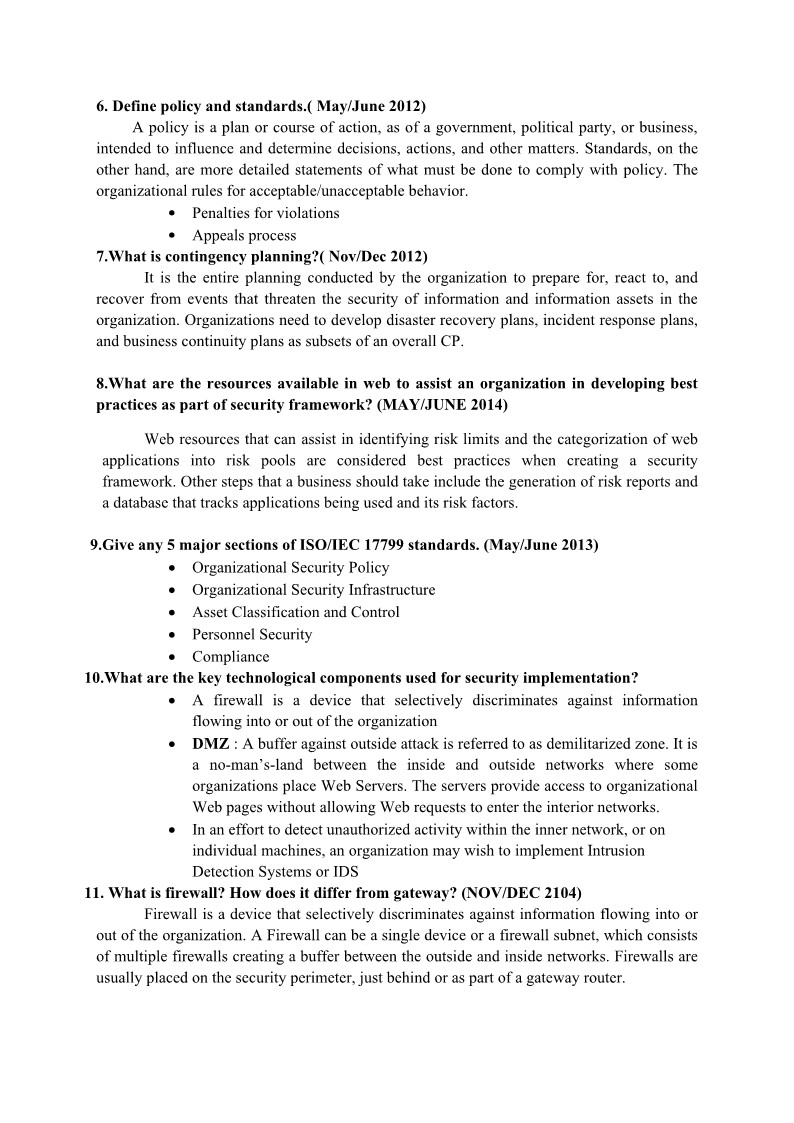 6. Define policy and standards.( May/June 2012)
A policy is a plan or course of action, as of a government, political party, or business,
intended to influence and determine decisions, actions, and other matters. Standards, on the
other hand, are more detailed statements of what must be done to comply with policy. The
organizational rules for acceptable/unacceptable behavior.
• Penalties for violations
• Appeals process
7.What is contingency planning?( Nov/Dec 2012)
It is the entire planning conducted by the organization to prepare for, react to, and
recover from events that threaten the security of information and information assets in the
organization. Organizations need to develop disaster recovery plans, incident response plans,
and business continuity plans as subsets of an overall CP.
8.What are the resources available in web to assist an organization in developing best
practices as part of security framework? (MAY/JUNE 2014)
Web resources that can assist in identifying risk limits and the categorization of web
applications into risk pools are considered best practices when creating a security
framework. Other steps that a business should take include the generation of risk reports and
a database that tracks applications being used and its risk factors.
9.Give any 5 major sections of ISO/IEC 17799 standards. (May/June 2013)
• Organizational Security Policy
• Organizational Security Infrastructure
• Asset Classification and Control
• Personnel Security
• Compliance
10.What are the key technological components used for security implementation?
• A firewall is a device that selectively discriminates against information
flowing into or out of the organization
• DMZ : A buffer against outside attack is referred to as demilitarized zone. It is
a no-man’s-land between the inside and outside networks where some
organizations place Web Servers. The servers provide access to organizational
Web pages without allowing Web requests to enter the interior networks.
• In an effort to detect unauthorized activity within the inner network, or on
individual machines, an organization may wish to implement Intrusion
Detection Systems or IDS
11. What is firewall? How does it differ from gateway? (NOV/DEC 2104)
Firewall is a device that selectively discriminates against information flowing into or
out of the organization. A Firewall can be a single device or a firewall subnet, which consists
of multiple firewalls creating a buffer between the outside and inside networks. Firewalls are
usually placed on the security perimeter, just behind or as part of a gateway router.